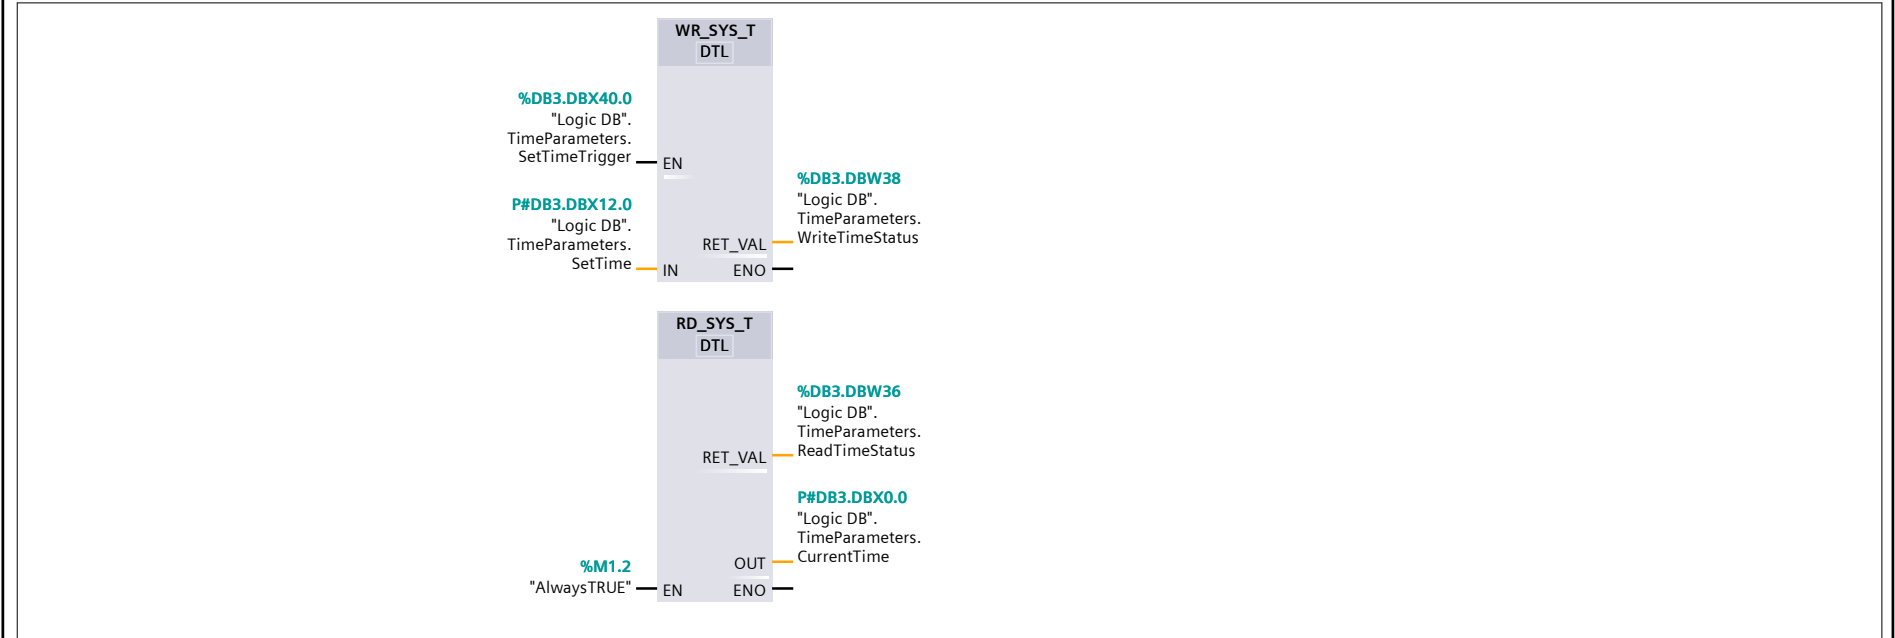 WR_SYS_T
DTL
%DB3.DBX40.0
"Logic DB".
TimeParameters.
SetTimeTrigger
EN
P#DB3.DBX12.0
"Logic DB".
TimeParameters.
SetTime
IN
%DB3.DBW38
"Logic DB".
TimeParameters.
WriteTimeStatus
RET_VAL
ENO
RD_SYS_T
DTL
%DB3.DBW36
"Logic DB".
TimeParameters.
ReadTimeStatus
RET_VAL
P#DB3.DBX0.0
"Logic DB".
TimeParameters.
CurrentTime
OUT
%M1.2
"AlwaysTRUE"
EN
ENO